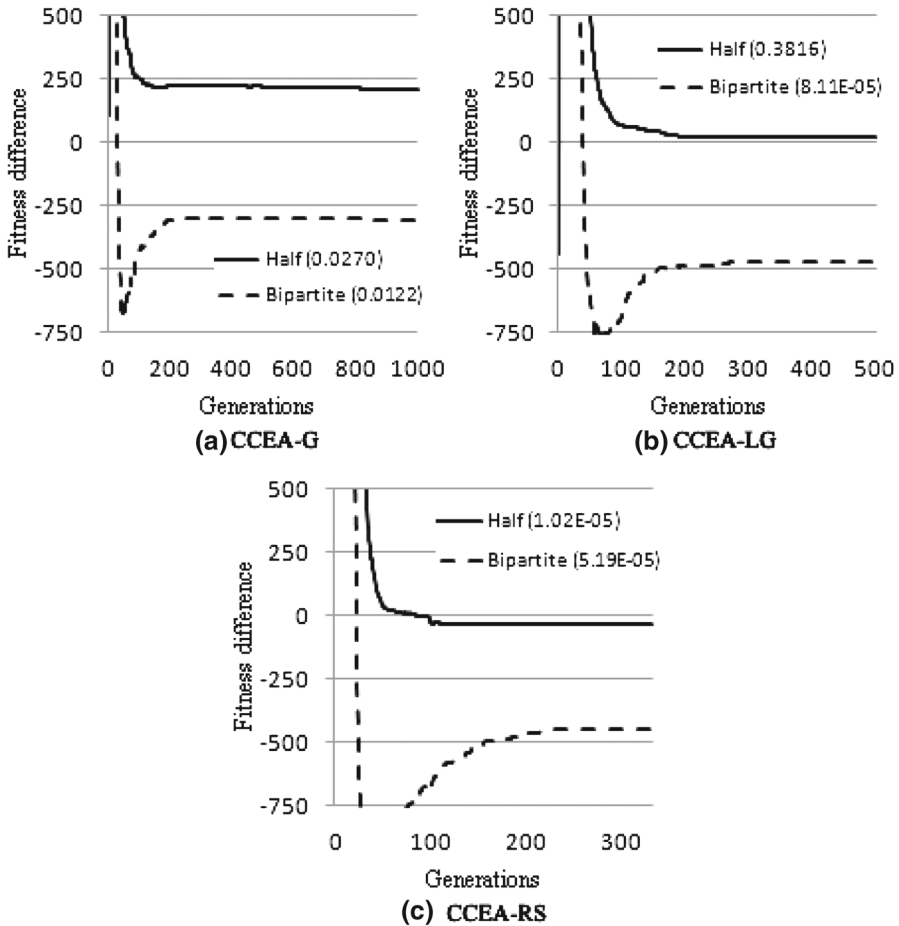 500
250
0
-250
-500
-750
Fitness difference
Half (0.0270)
Bipartite (0.0122)
0 200 400 600 800 1000
Generations
(a) CCEA-G
500
250
0
-250
-500
-750
Fitness difference
Half (0.3816)
Bipartite (8.11E-05)
0 100 200 300 400 500
Generations
(b) CCEA-LG
500
250
0
-250
-500
-750
Fitness difference
Half (1.02E-05)
Bipartite (5.19E-05)
0 100 200 300
Generations
(c) CCEA-RS